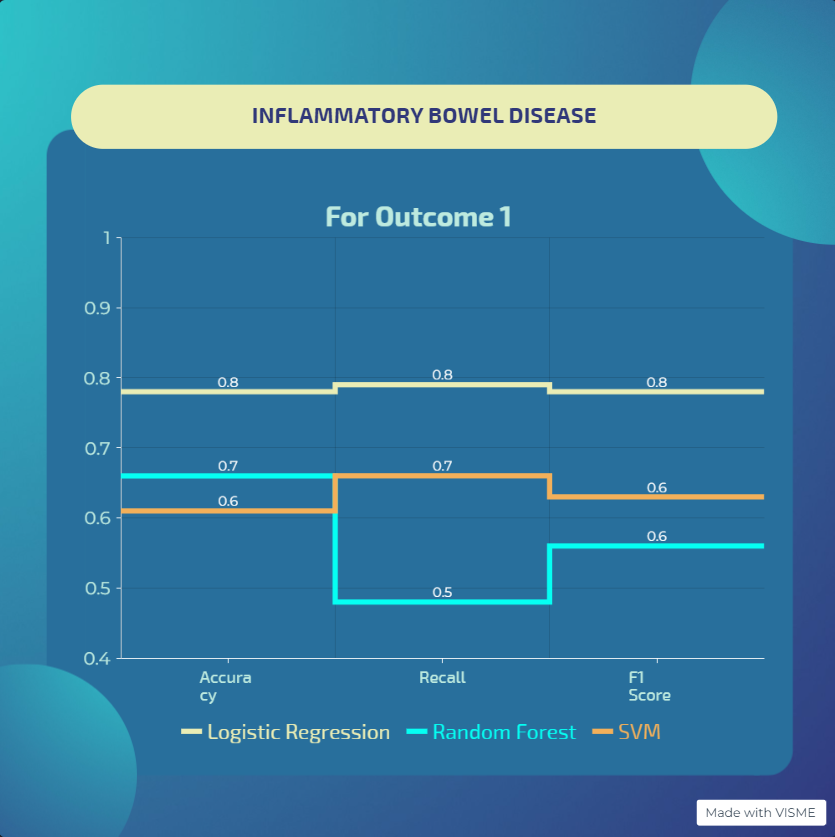 INFLAMMATORY BOWEL DISEASE
For Outcome 1
1
0.9
0.8
0.7
0.6
0.5
0.4
0.8
0.8
0.8
0.7
0.7
0.6
0.6
0.6
0.5
Accura
cy
Recall
F1
Score
Logistic Regression Random Forest SVM
Made with VISME